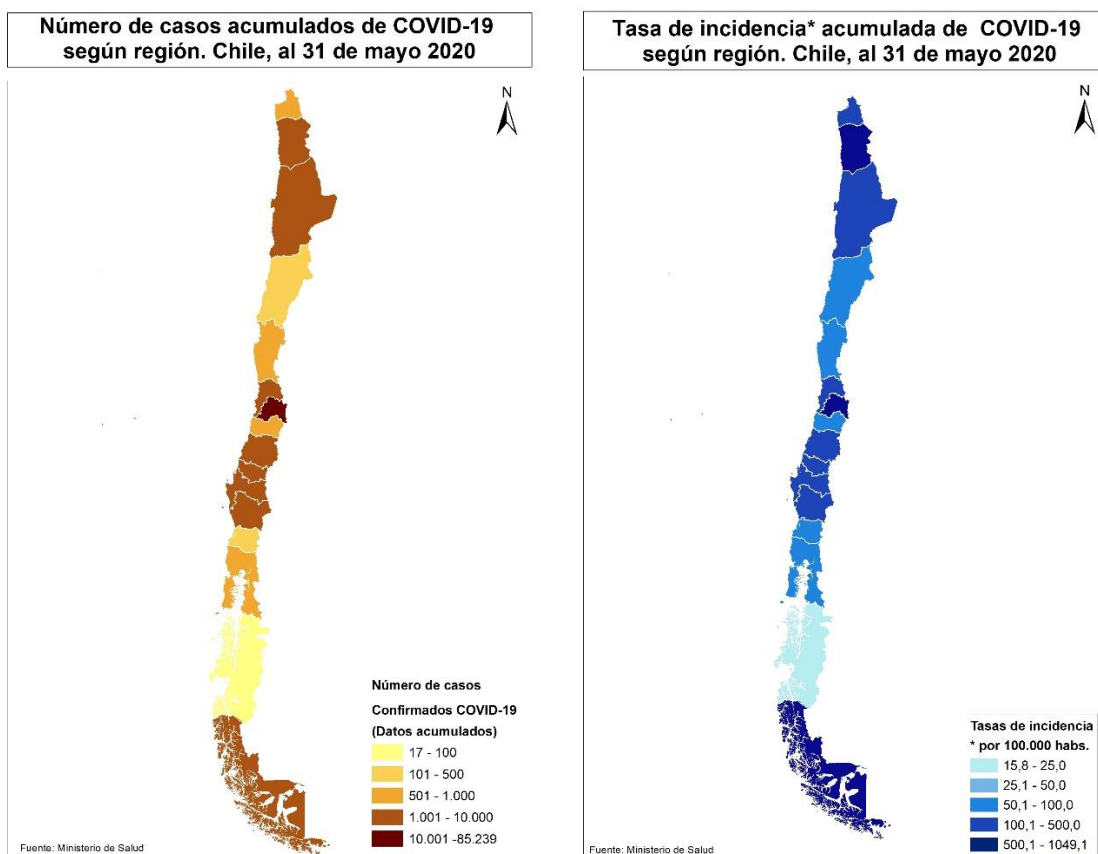 Número de casos acumulados de COVID-19
según región. Chile, al 31 de mayo 2020
N
Número de casos
Confirmados COVID-19
(Datos acumulados)
17 - 100
101 - 500
501 - 1.000
1.001 - 10.000
10.001 -85.239
Fuente: Ministerio de Salud
Tasa de incidencia* acumulada de COVID-19
según región. Chile, al 31 de mayo 2020
N
Tasas de incidencia
* por 100.000 habs.
15,8 - 25,0
25,1 - 50,0
50,1 - 100,0
100,1 - 500,0
500,1 - 1049,1
Fuente: Ministerio de Salud